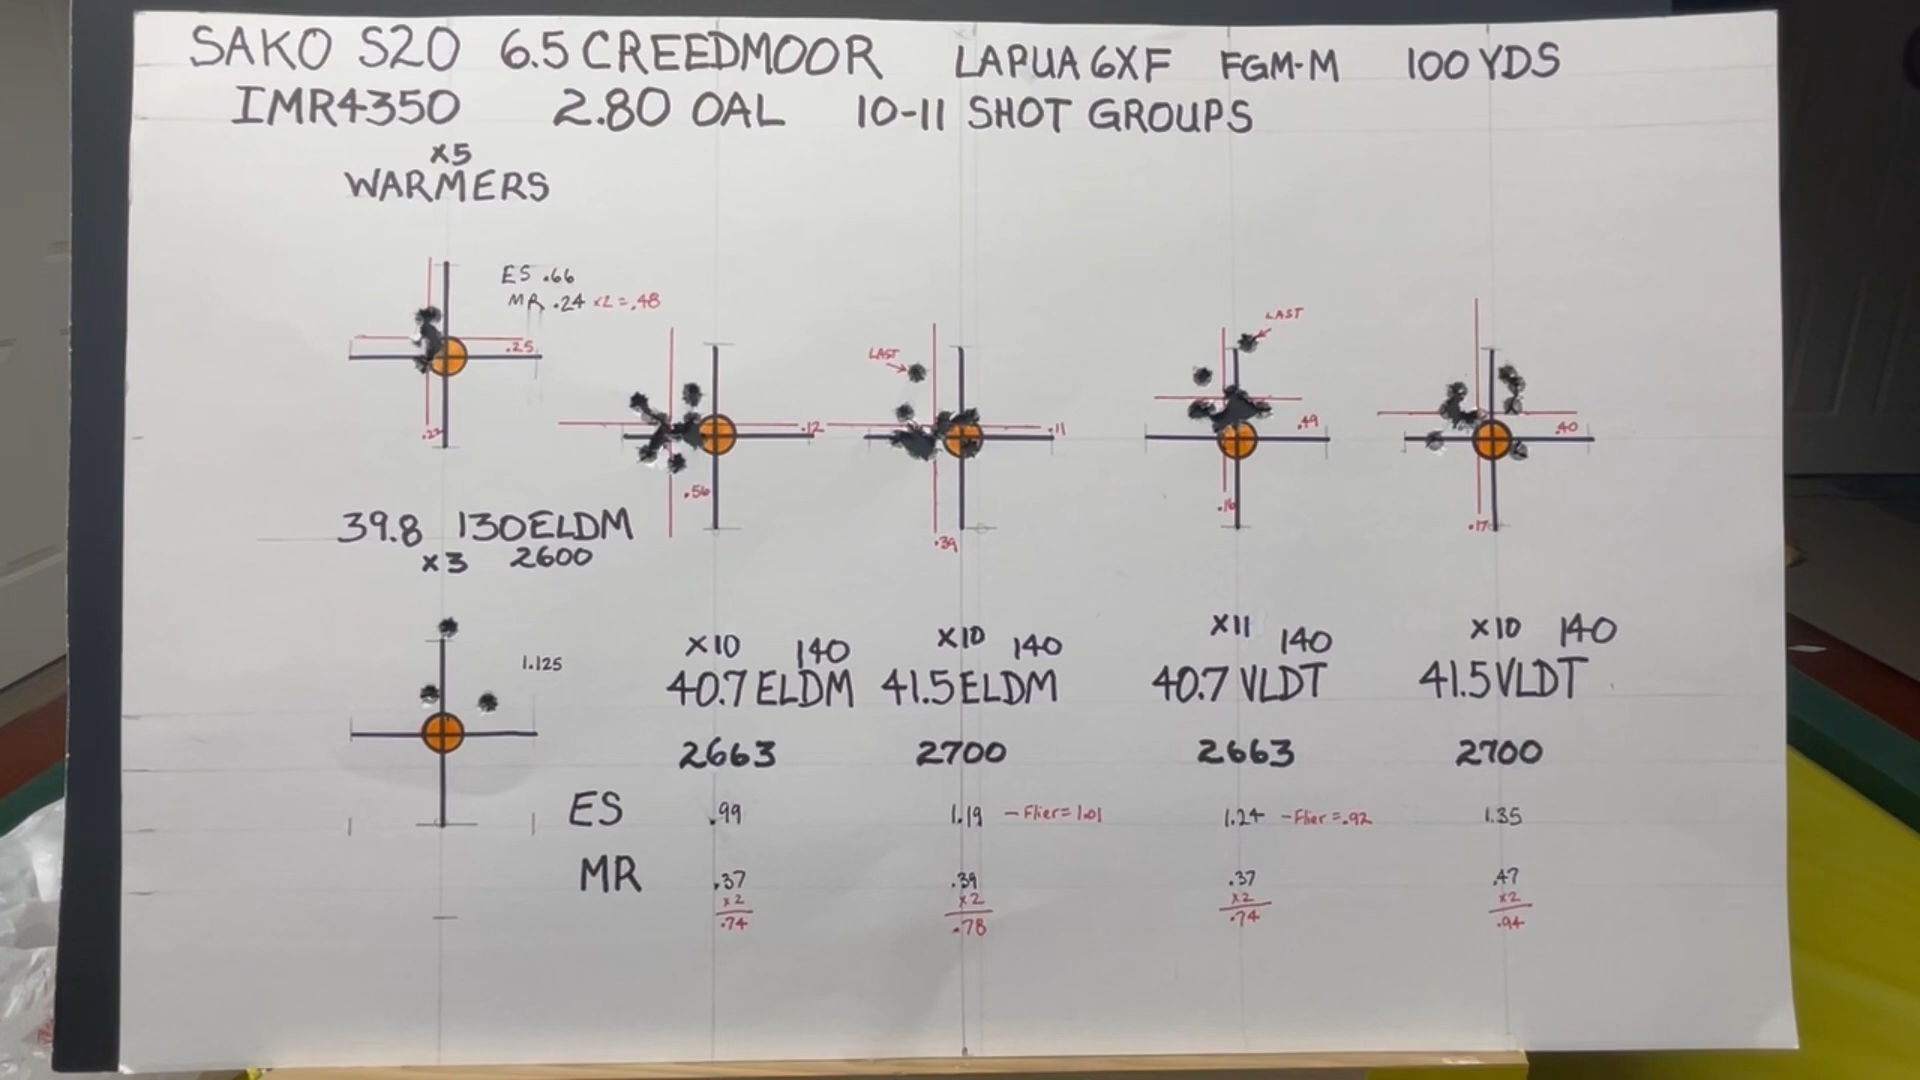 SAKO S20 6.5 CREEDMOOR LAPUA 6XF FGM-M 100 YDS
IMR4350 2.80 OAL 10-11 SHOT GROUPS
x5
WARMERS
ES .66
MR .24 x2 = .48
.25
.23
LAST
LAST
.12
.11
.49
.40
.56
.39
.16
.17
39.8 130 ELDM
x3 2600
1.125
x10 140
40.7 ELDM
2663
x10 140
41.5 ELDM
2700
x11 140
40.7 VLDT
2663
x10 140
41.5 VLDT
2700
ES .99 1.19 - Flier = 1.01 1.24 - Flier = .92 1.35
MR .37 .39 .37 .47
x2 x2 x2 x2
.74 .78 .74 .94